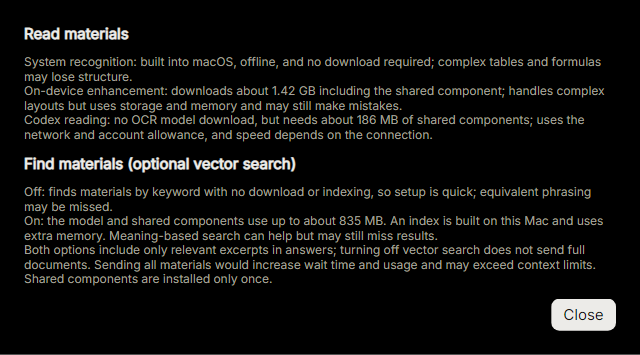 Read materials
System recognition: built into macOS, offline, and no download required; complex tables and formulas
may lose structure.
On-device enhancement: downloads about 1.42 GB including the shared component; handles complex
layouts but uses storage and memory and may still make mistakes.
Codex reading: no OCR model download, but needs about 186 MB of shared components; uses the
network and account allowance, and speed depends on the connection.
Find materials (optional vector search)
Off: finds materials by keyword with no download or indexing, so setup is quick; equivalent phrasing
may be missed.
On: the model and shared components use up to about 835 MB. An index is built on this Mac and uses
extra memory. Meaning-based search can help but may still miss results.
Both options include only relevant excerpts in answers; turning off vector search does not send full
documents. Sending all materials would increase wait time and usage and may exceed context limits.
Shared components are installed only once.
Close